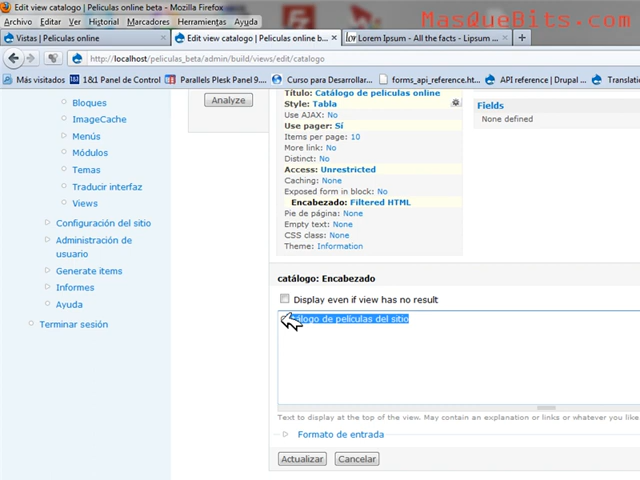 Edit view catalogo | Peliculas online beta - Mozilla Firefox
MasQueBits.com
Archivo Editar Ver Historial Marcadores Herramientas Ayuda
Vistas | Peliculas online
Edit view catalogo | Peliculas online b...
Lorem Ipsum - All the facts - Lipsum ...
http://localhost/peliculas_beta/admin/build/views/edit/catalogo
Más visitados
1&1 Panel de Control
Parallels Plesk Panel 9...
Curso para Desarrollar...
forms_api_reference.ht...
API reference | Drupal ...
Translatio
Bloques
ImageCache
Menús
Módulos
Temas
Traducir interfaz
Views
Configuración del sitio
Administración de
usuario
Generate items
Informes
Ayuda
Terminar sesión
Analyze
Título: Catálogo de peliculas online
Style: Tabla
Use AJAX: No
Use pager: Sí
Items per page: 10
More link: No
Distinct: No
Access: Unrestricted
Caching: None
Exposed form in block: No
Encabezado: Filtered HTML
Pie de página: None
Empty text: None
CSS class: None
Theme: Information
Fields
None defined
catálogo: Encabezado
Display even if view has no result
de películas del sitio
Text to display at the top of the view. May contain an explanation or links or whatever you like
Formato de entrada
Actualizar
Cancelar